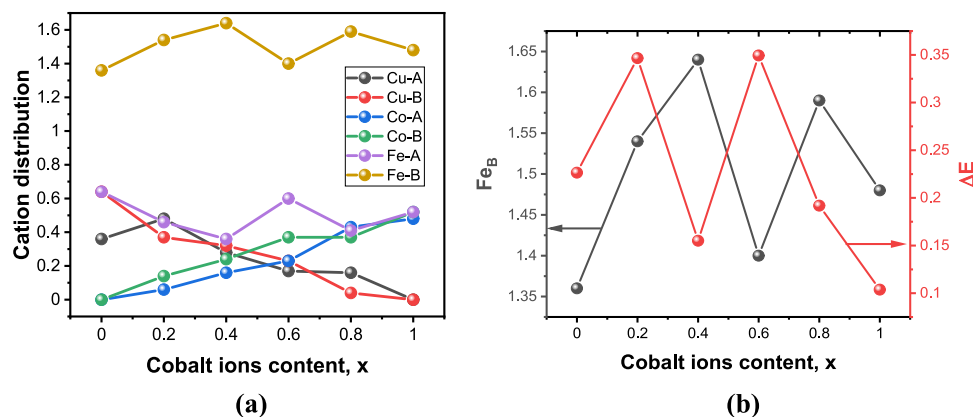 1.6
1.4
1.2
1.0
0.8
0.6
0.4
0.2
0
Cation distribution
Cu-A
Cu-B
Co-A
Co-B
Fe-A
Fe-B
0 0.2 0.4 0.6 0.8 1
Cobalt ions content, x
(a)
1.65
1.6
1.55
1.5
1.45
1.4
1.35
Fe_B
0.35
0.3
0.25
0.2
0.15
0.1
ΔE
0 0.2 0.4 0.6 0.8 1
Cobalt ions content, x
(b)